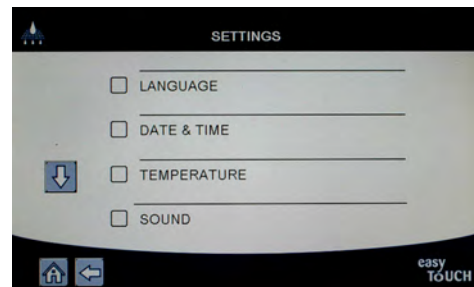 SETTINGS
LANGUAGE
DATE & TIME
TEMPERATURE
SOUND
easy
TOUCH